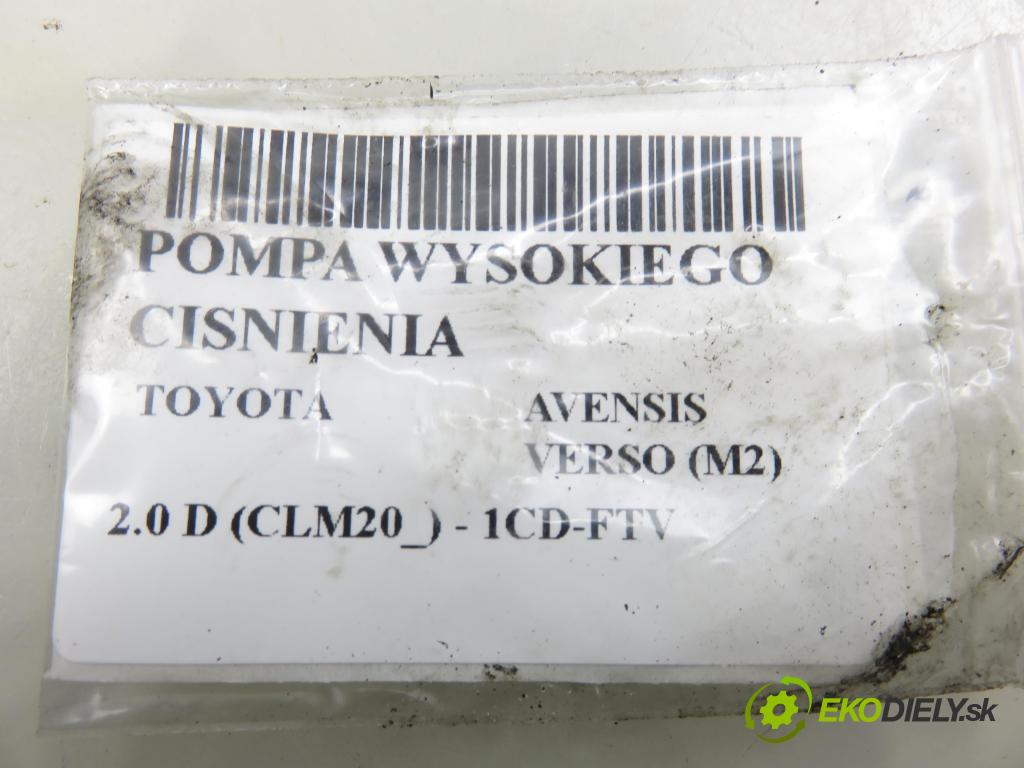 POMPA WYSOKIEGO
CISNIENIA
TOYOTA AVENSIS
VERSO (M2)
2.0 D (CLM20_) - 1CD-FTV
EKODIELY.sk